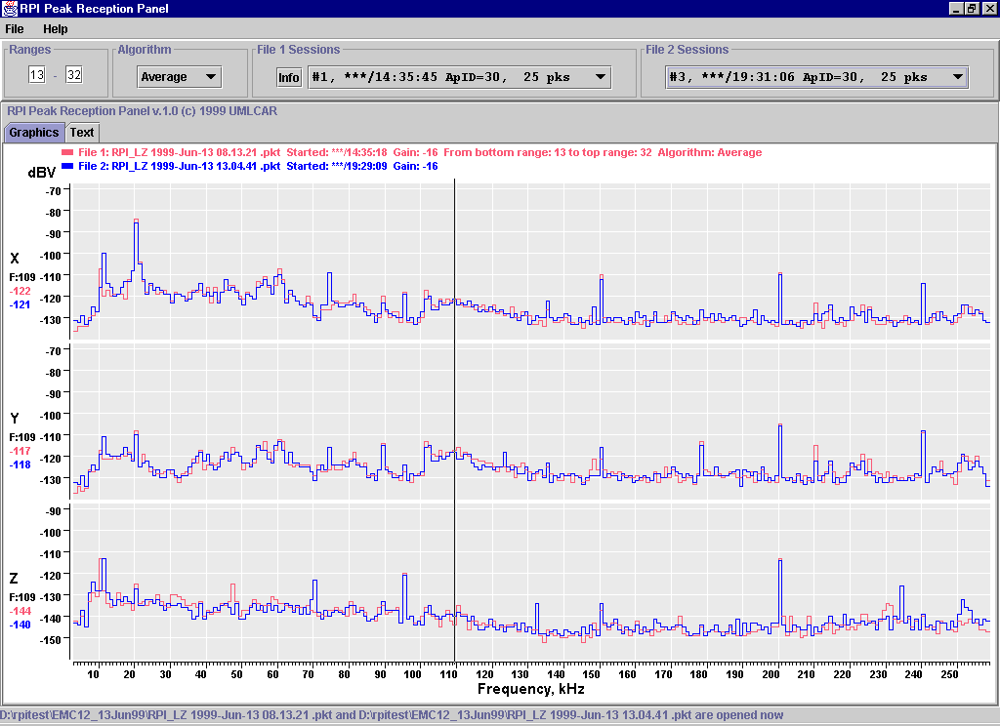 RPI Peak Reception Panel
File Help
Ranges Algorithm File 1 Sessions File 2 Sessions
13 - 32 Average Info #1, ***/14:35:45 ApID=30, 25 pks #3, ***/19:31:06 ApID=30, 25 pks
RPI Peak Reception Panel v.1.0 (c) 1999 UMLCAR
Graphics Text
File 1: RPI_LZ 1999-Jun-13 08.13.21 .pkt Started: ***/14:35:18 Gain: -16 From bottom range: 13 to top range: 32 Algorithm: Average
File 2: RPI_LZ 1999-Jun-13 13.04.41 .pkt Started: ***/19:29:09 Gain: -16
dBV
-70
-80
-90
X -100
F:109 -110
-122
-120
-121
-130
-70
-80
-90
-100
Y
F:109 -110
-117
-120
-118
-130
-90
-100
-110
Z -120
F:109 -130
-144
-140
-140
-150
10 20 30 40 50 60 70 80 90 100 110 120 130 140 150 160 170 180 190 200 210 220 230 240 250
Frequency, kHz
D:\rpitest\EMC12_13Jun99\RPI_LZ 1999-Jun-13 08.13.21 .pkt and D:\rpitest\EMC12_13Jun99\RPI_LZ 1999-Jun-13 13.04.41 .pkt are opened now